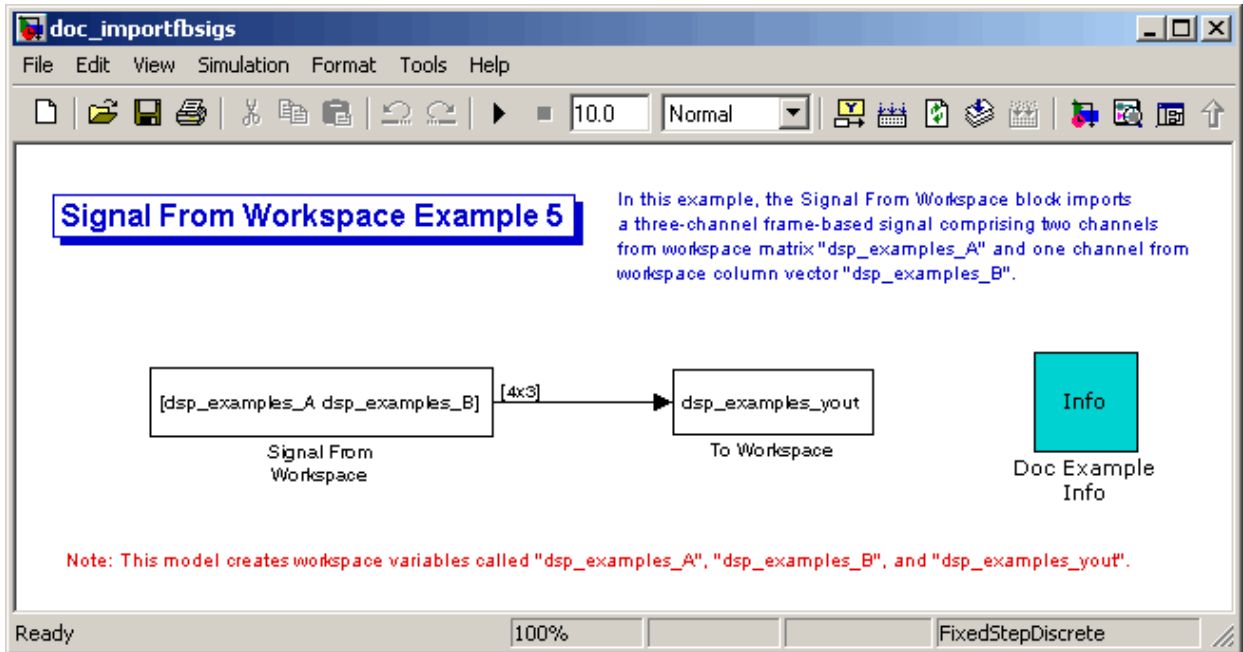 doc_importfbsigs
File Edit View Simulation Format Tools Help
10.0 Normal
Signal From Workspace Example 5
In this example, the Signal From Workspace block imports
a three-channel frame-based signal comprising two channels
from workspace matrix "dsp_examples_A" and one channel from
workspace column vector "dsp_examples_B".
[dsp_examples_A dsp_examples_B]
[4x3]
dsp_examples_yout
Info
Signal From
Workspace
To Workspace
Doc Example
Info
Note: This model creates workspace variables called "dsp_examples_A", "dsp_examples_B", and "dsp_examples_yout".
Ready 100% FixedStepDiscrete